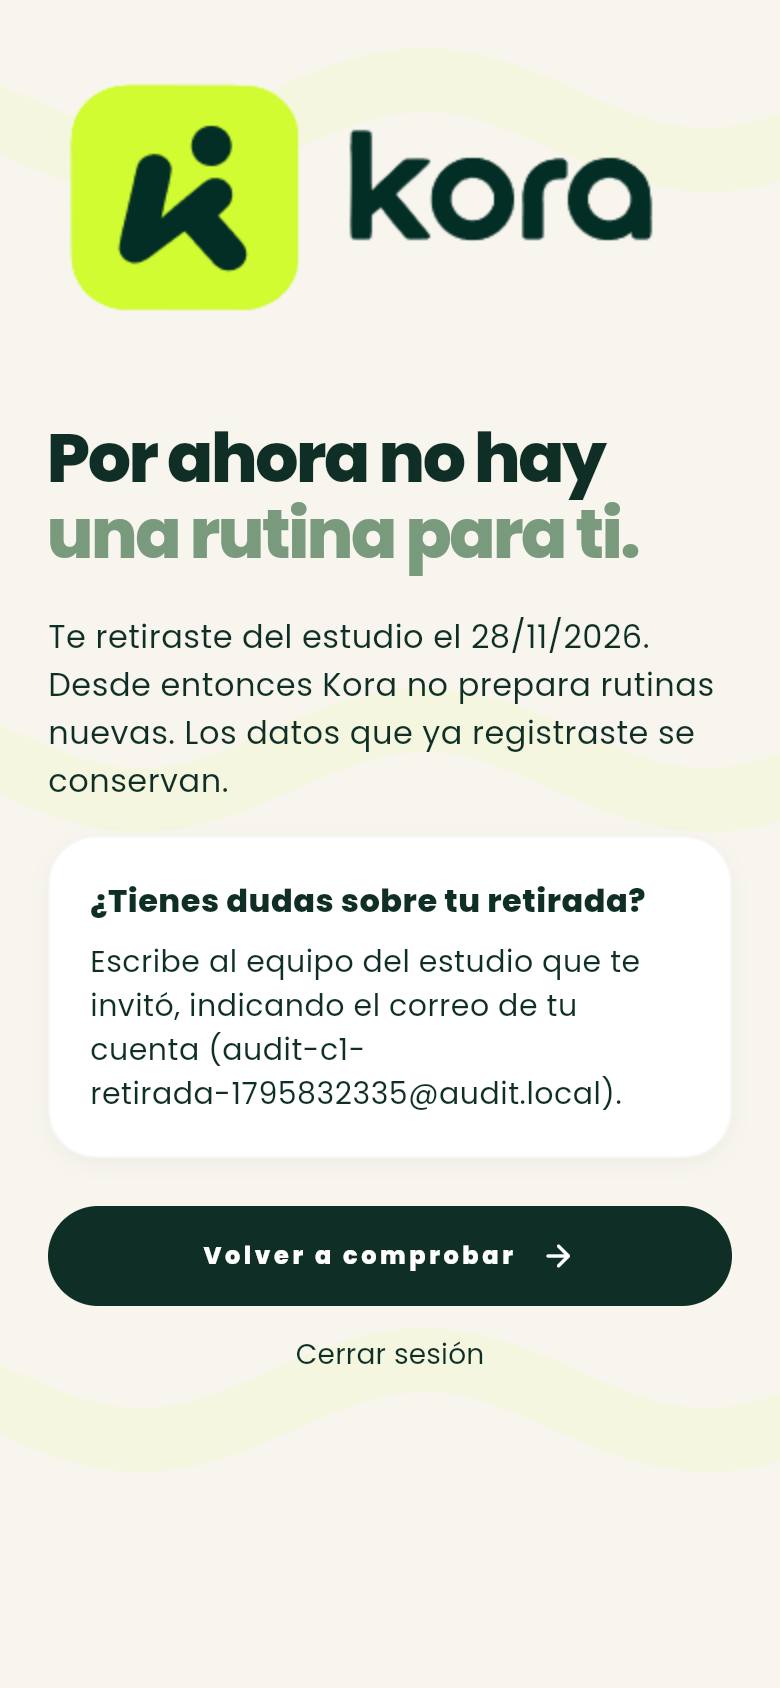 kora
Por ahora no hay
una rutina para ti.
Te retiraste del estudio el 28/11/2026.
Desde entonces Kora no prepara rutinas
nuevas. Los datos que ya registraste se
conservan.
¿Tienes dudas sobre tu retirada?
Escribe al equipo del estudio que te
invitó, indicando el correo de tu
cuenta (audit-c1-
retirada-1795832335@audit.local).
Volver a comprobar →
Cerrar sesión